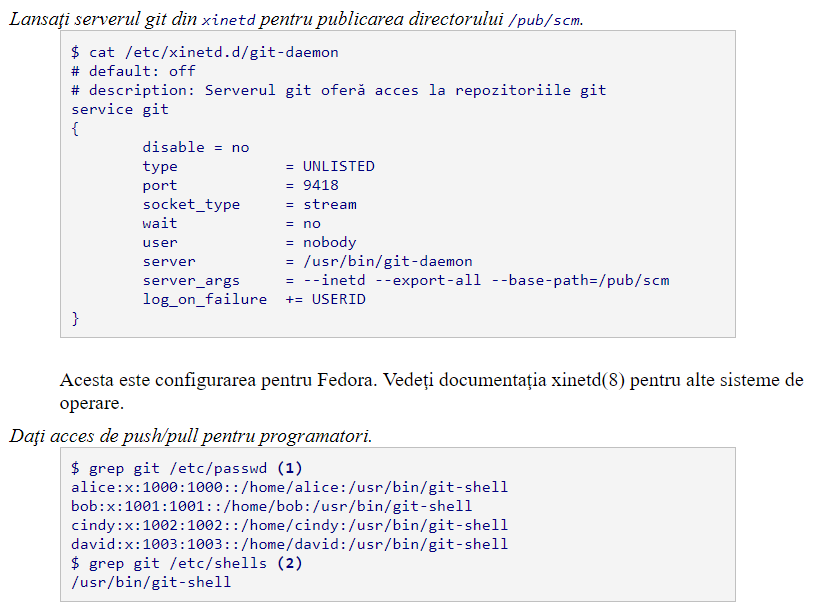 Lansați serverul git din xinetd pentru publicarea directorului /pub/scm.
$ cat /etc/xinetd.d/git-daemon
# default: off
# description: Serverul git oferă acces la repozitoriile git
service git
{
        disable = no
        type            = UNLISTED
        port            = 9418
        socket_type     = stream
        wait            = no
        user            = nobody
        server          = /usr/bin/git-daemon
        server_args     = --inetd --export-all --base-path=/pub/scm
        log_on_failure  += USERID
}
Acesta este configurarea pentru Fedora. Vedeți documentația xinetd(8) pentru alte sisteme de
operare.
Dați acces de push/pull pentru programatori.
$ grep git /etc/passwd (1)
alice:x:1000:1000::/home/alice:/usr/bin/git-shell
bob:x:1001:1001::/home/bob:/usr/bin/git-shell
cindy:x:1002:1002::/home/cindy:/usr/bin/git-shell
david:x:1003:1003::/home/david:/usr/bin/git-shell
$ grep git /etc/shells (2)
/usr/bin/git-shell